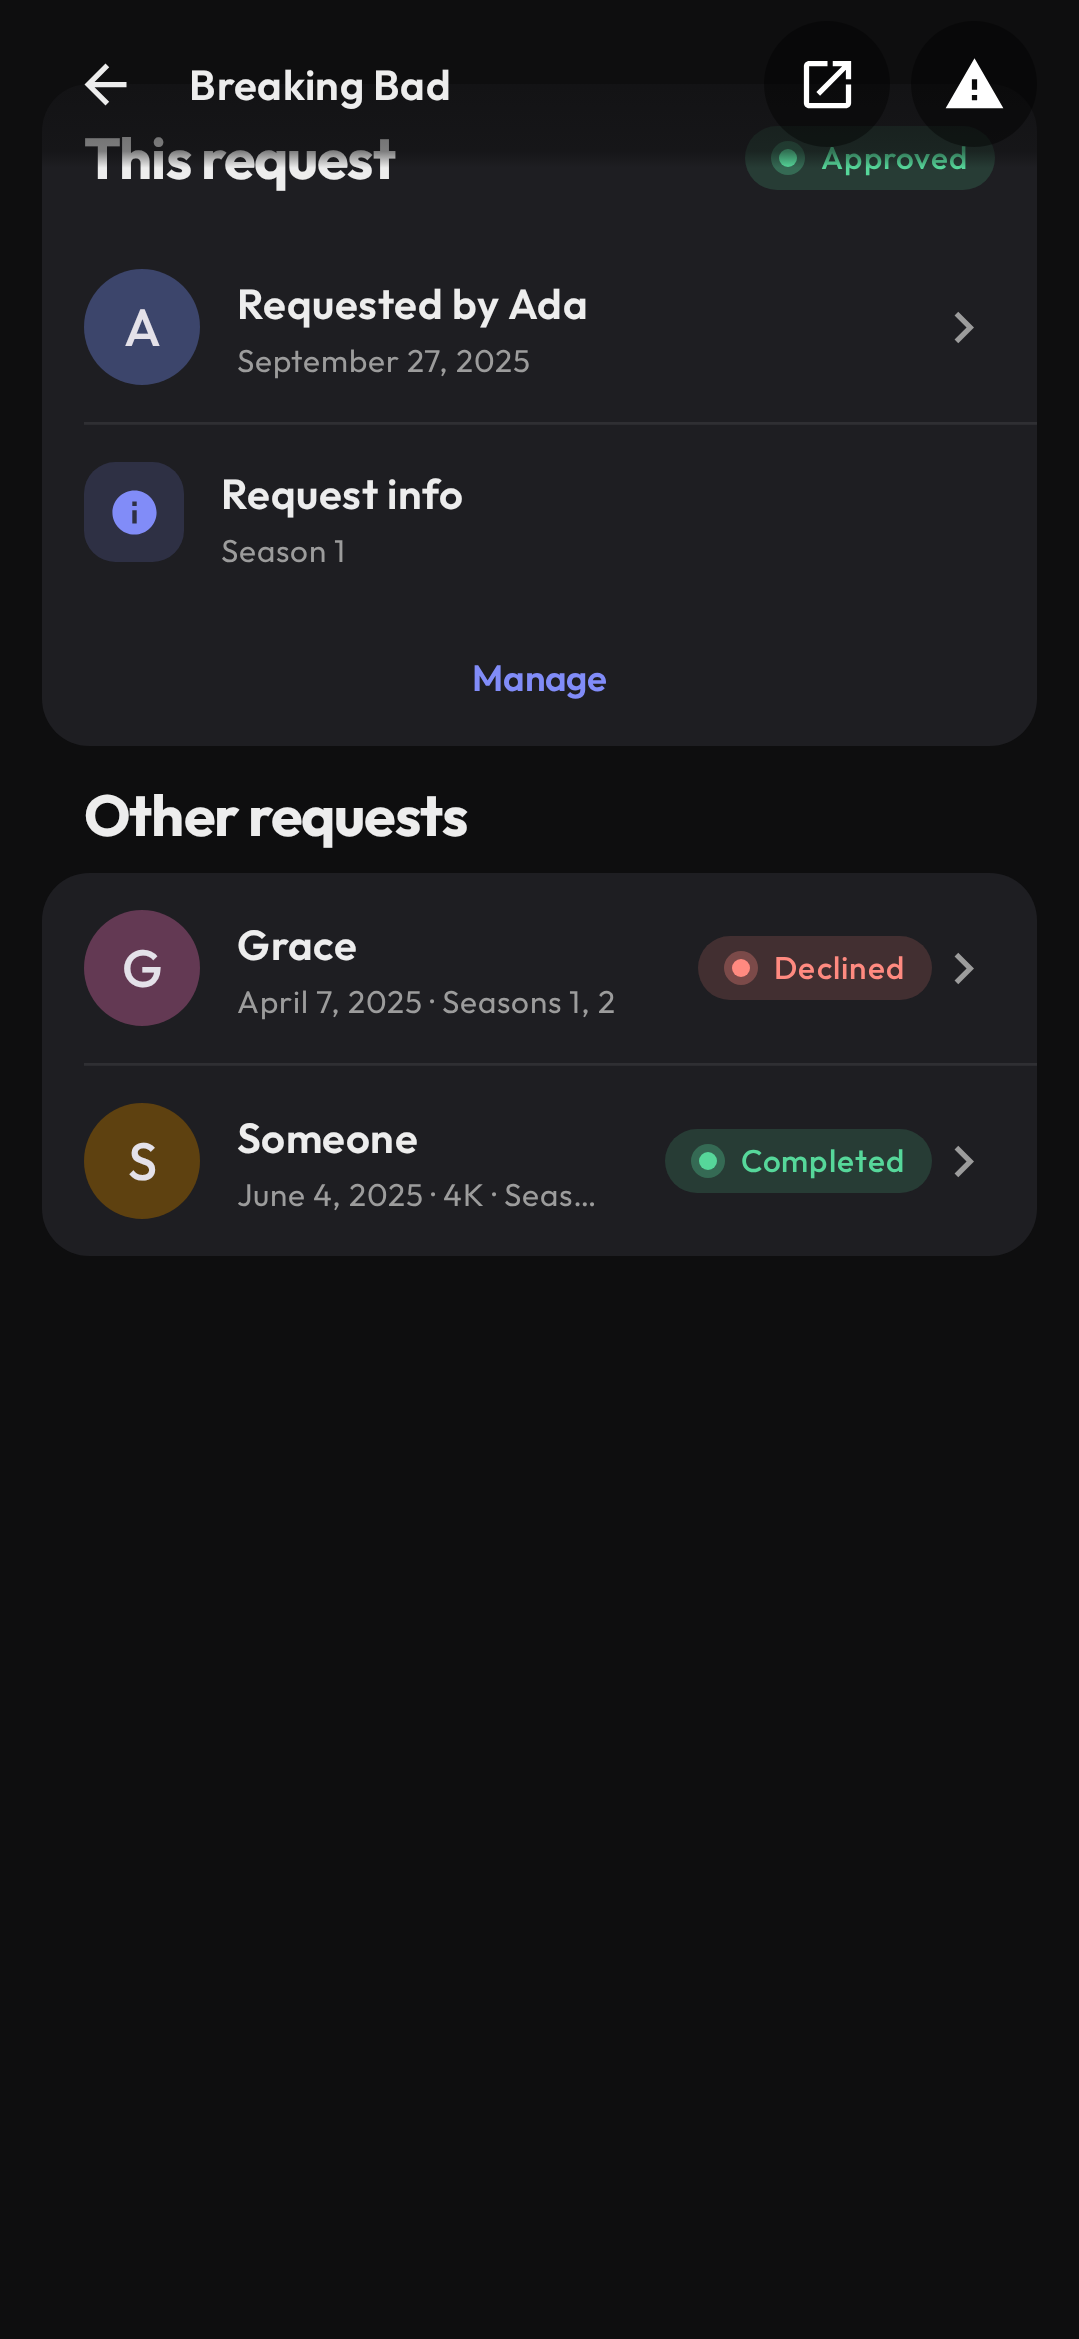 Breaking Bad
This request
Approved
A
Requested by Ada
September 27, 2025
Request info
Season 1
Manage
Other requests
G
Grace
April 7, 2025 · Seasons 1, 2
Declined
S
Someone
June 4, 2025 · 4K · Seas...
Completed